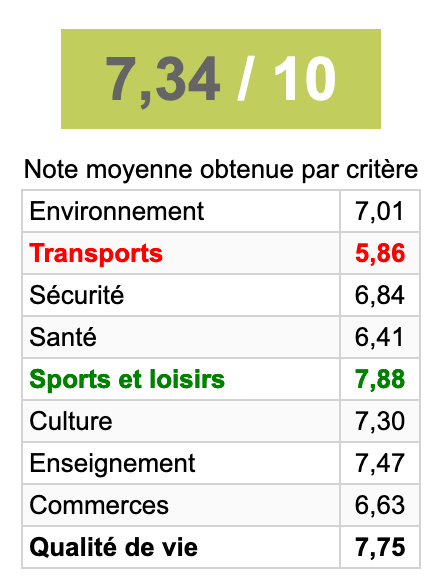 7,34 / 10
Note moyenne obtenue par critère
Environnement 7,01
Transports 5,86
Sécurité 6,84
Santé 6,41
Sports et loisirs 7,88
Culture 7,30
Enseignement 7,47
Commerces 6,63
Qualité de vie 7,75